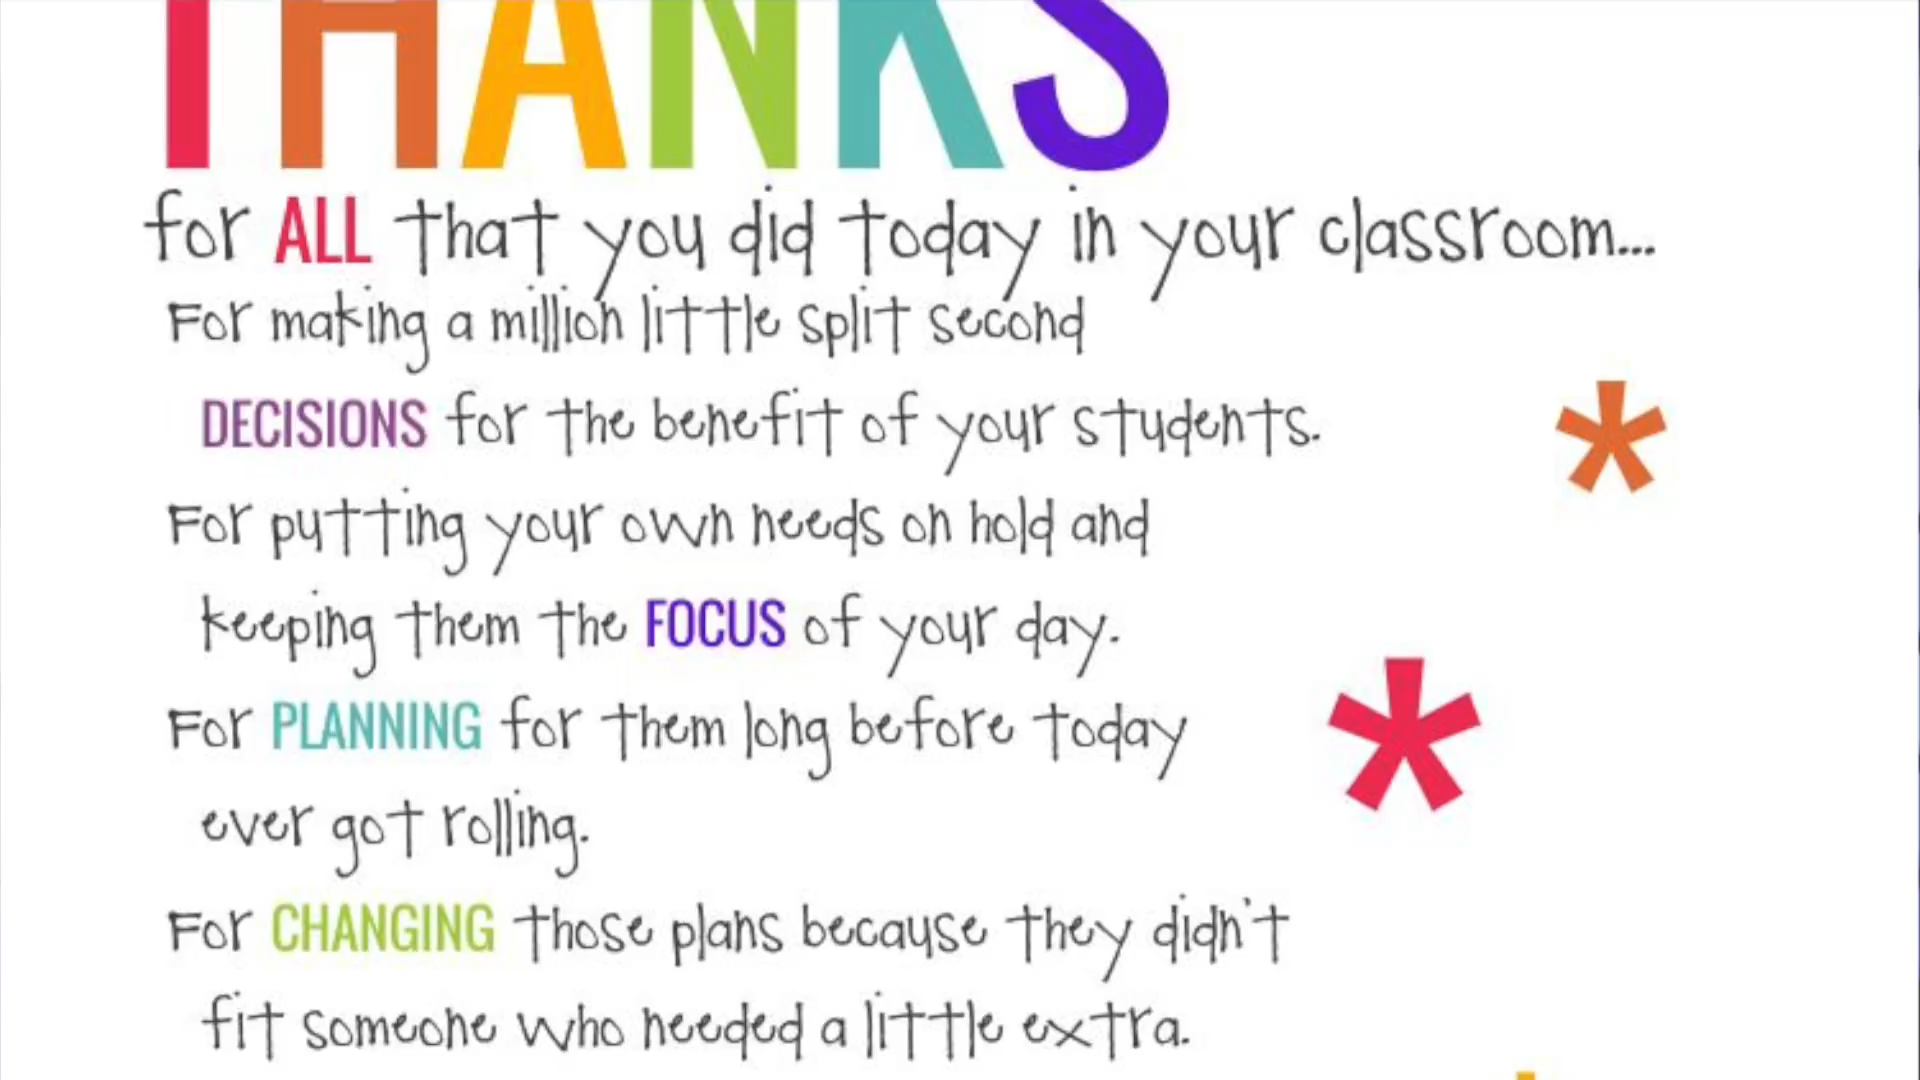 THANKS
for ALL that you did today in your classroom...
For making a million little split second
DECISIONS for the benefit of your students.
For putting your own needs on hold and
keeping them the FOCUS of your day.
For PLANNING for them long before today
ever got rolling.
For CHANGING those plans because they didn't
fit someone who needed a little extra.